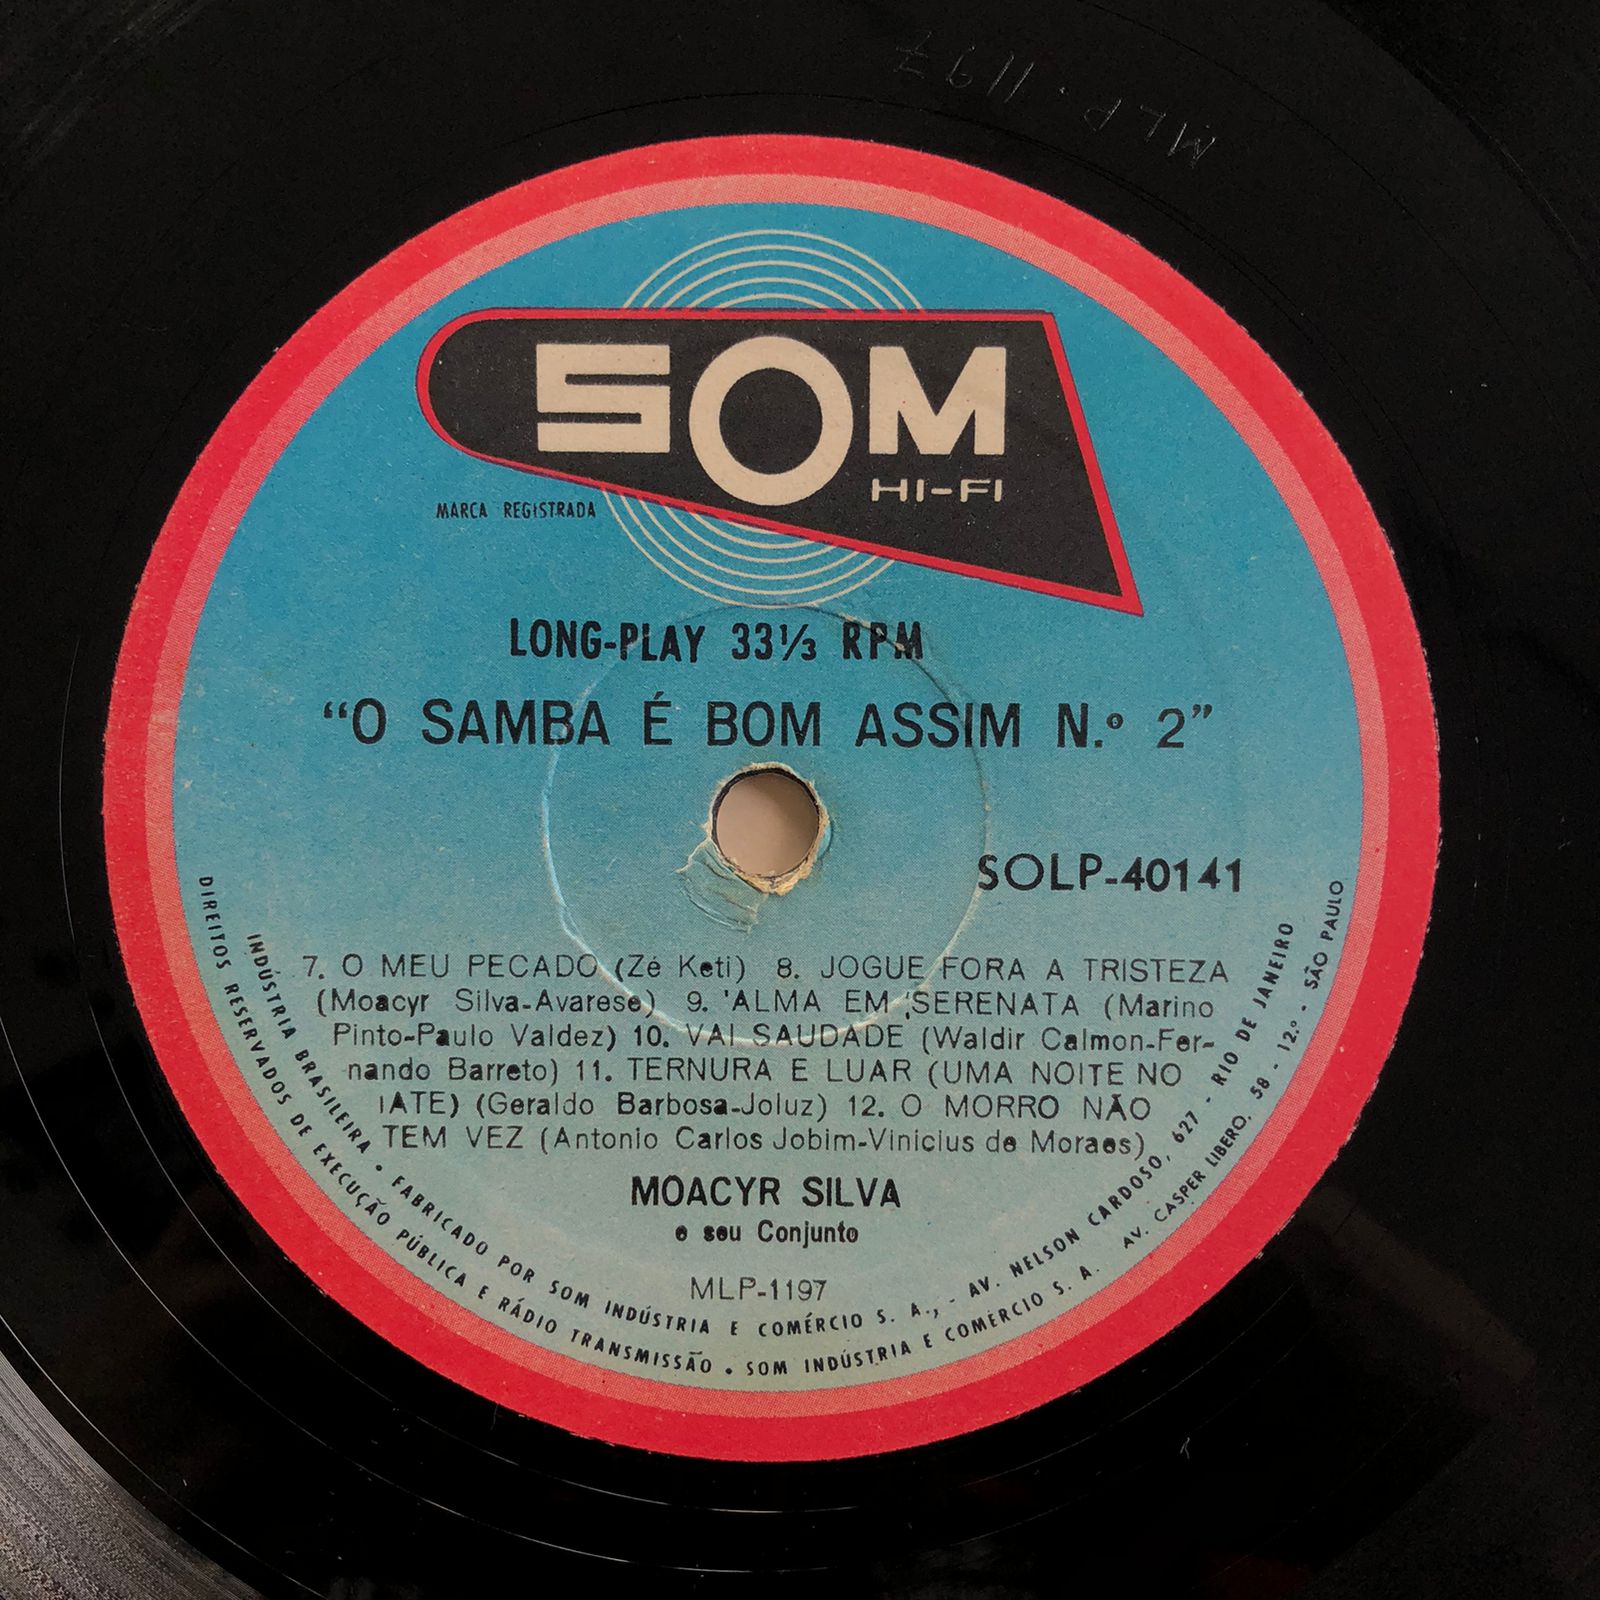 MLP-1197
SOM
HI-FI
MARCA REGISTRADA
LONG-PLAY 33⅓ RPM
"O SAMBA É BOM ASSIM N.º 2"
SOLP-40141
7. O MEU PECADO (Zé Keti) 8. JOGUE FORA A TRISTEZA
(Moacyr Silva-Avarese) 9. 'ALMA EM SERENATA (Marino
Pinto-Paulo Valdez) 10. VAI SAUDADE (Waldir Calmon-Fer-
nando Barreto) 11. TERNURA E LUAR (UMA NOITE NO
IATE) (Geraldo Barbosa-Joluz) 12. O MORRO NÃO
TEM VEZ (Antonio Carlos Jobim-Vinicius de Moraes)
MOACYR SILVA
e seu Conjunto
MLP-1197
INDÚSTRIA BRASILEIRA • FABRICADO POR SOM INDÚSTRIA E COMÉRCIO S. A., - AV. NELSON CARDOSO, 627 - RIO DE JANEIRO
DIREITOS RESERVADOS DE EXECUÇÃO PÚBLICA E RÁDIO TRANSMISSÃO • SOM INDÚSTRIA E COMÉRCIO S. A. AV. CASPER LIBERO, 58 - 12.º - SÃO PAULO